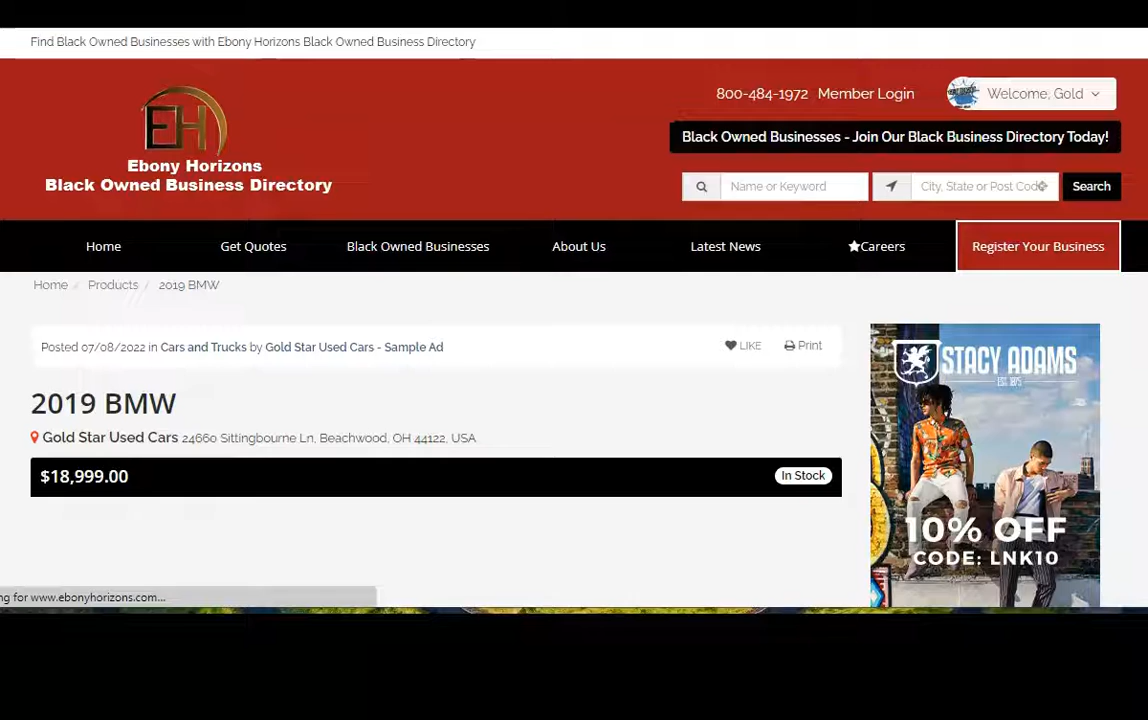 Find Black Owned Businesses with Ebony Horizons Black Owned Business Directory
EH
Ebony Horizons
Black Owned Business Directory
800-484-1972 Member Login Welcome, Gold
Black Owned Businesses - Join Our Black Business Directory Today!
Name or Keyword City, State or Post Code Search
Home Get Quotes Black Owned Businesses About Us Latest News Careers Register Your Business
Home / Products / 2019 BMW
Posted 07/08/2022 in Cars and Trucks by Gold Star Used Cars - Sample Ad LIKE Print
2019 BMW
Gold Star Used Cars 24660 Sittingbourne Ln, Beachwood, OH 44122, USA
$18,999.00 In Stock
STACY ADAMS
EST. 1875
10% OFF
CODE: LNK10
ng for www.ebonyhorizons.com...